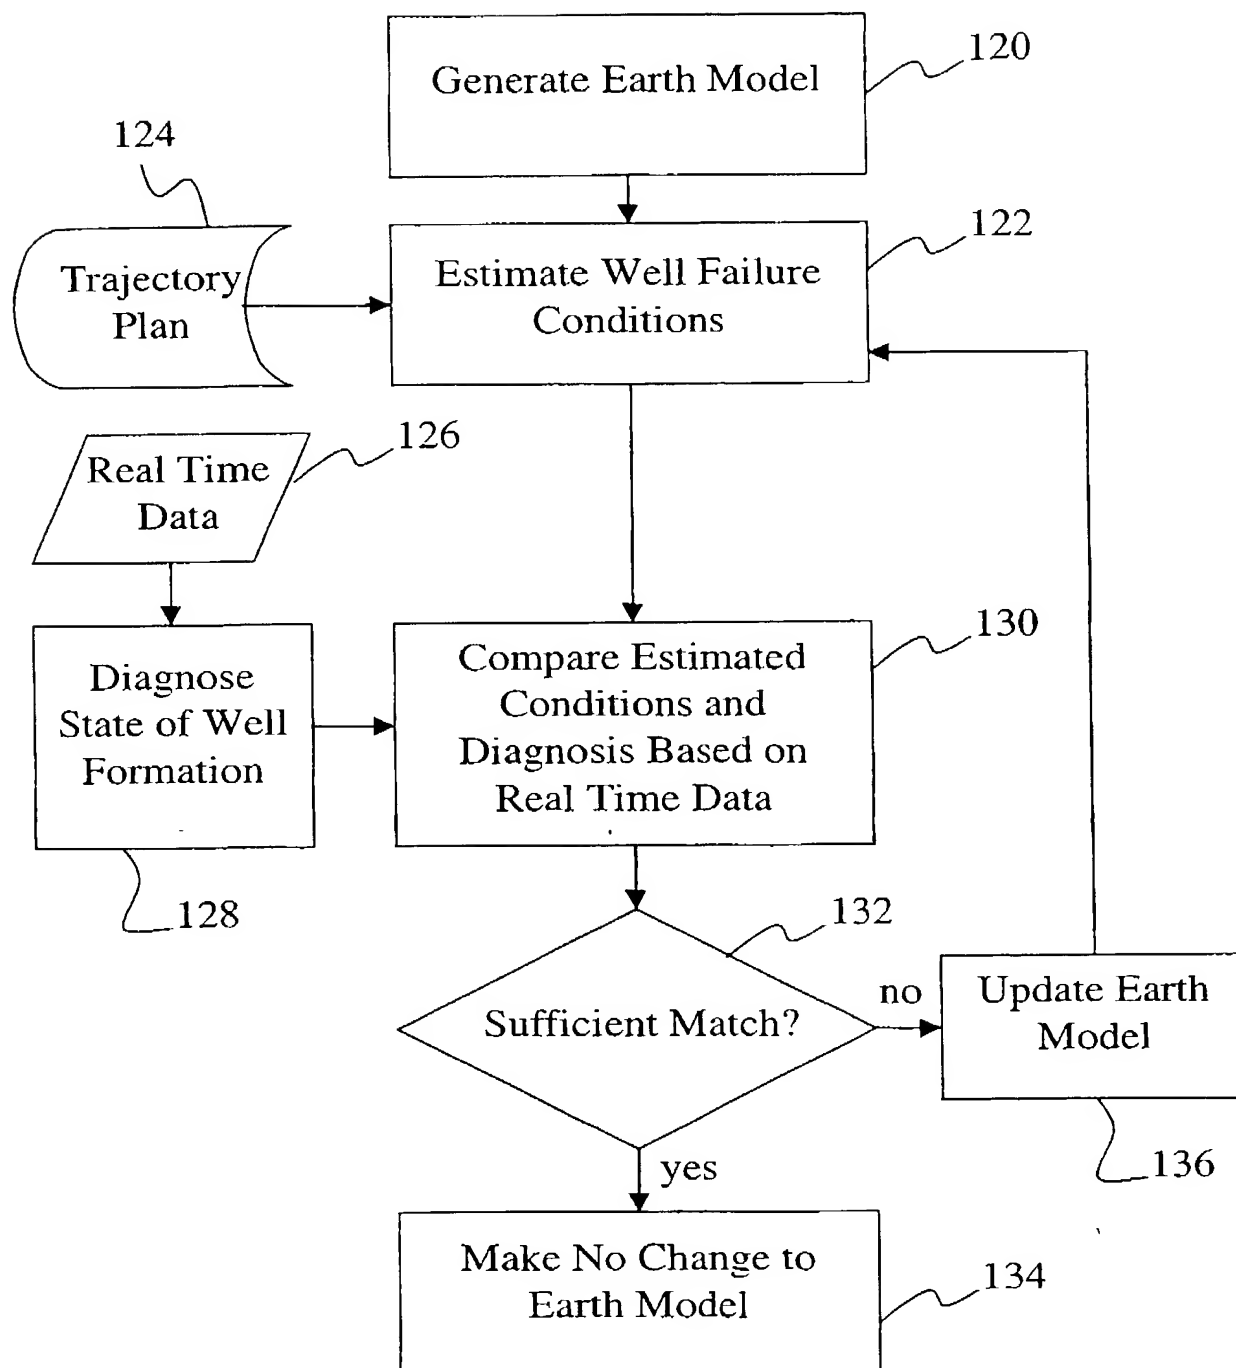 Generate Earth Model
120
124
Trajectory
Plan
Estimate Well Failure
Conditions
122
Real Time
Data
126
Diagnose
State of Well
Formation
128
Compare Estimated
Conditions and
Diagnosis Based on
Real Time Data
130
132
Sufficient Match?
no
Update Earth
Model
136
yes
Make No Change to
Earth Model
134